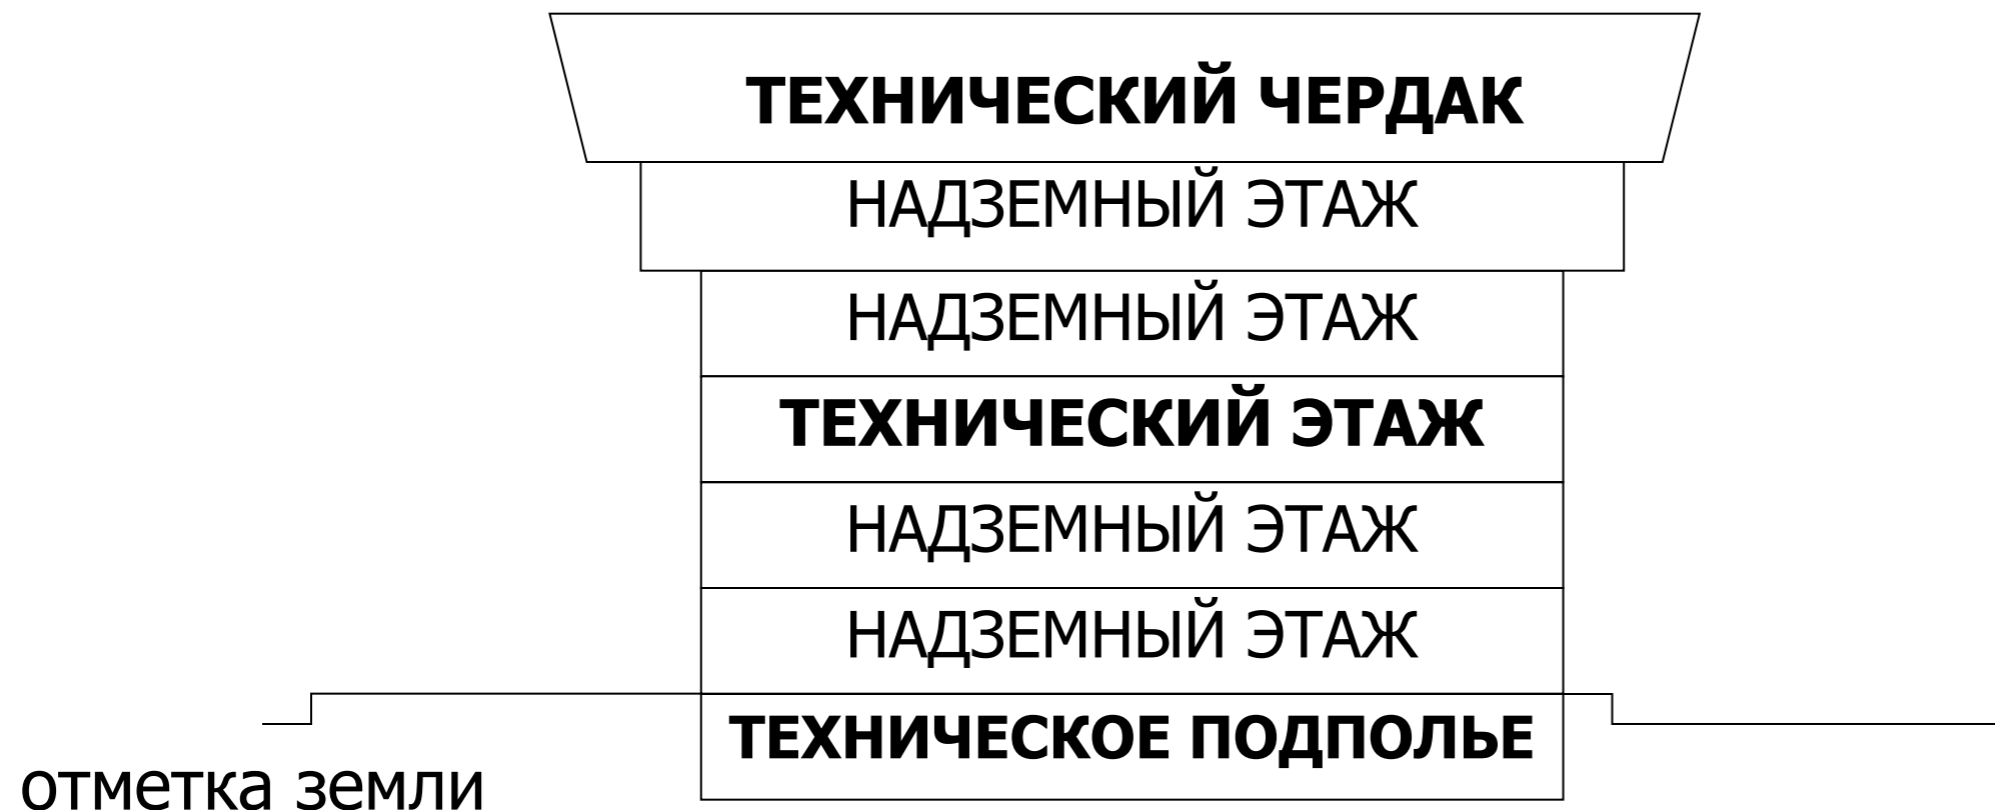 ТЕХНИЧЕСКИЙ ЧЕРДАК
НАДЗЕМНЫЙ ЭТАЖ
НАДЗЕМНЫЙ ЭТАЖ
ТЕХНИЧЕСКИЙ ЭТАЖ
НАДЗЕМНЫЙ ЭТАЖ
НАДЗЕМНЫЙ ЭТАЖ
ТЕХНИЧЕСКОЕ ПОДПОЛЬЕ
отметка земли